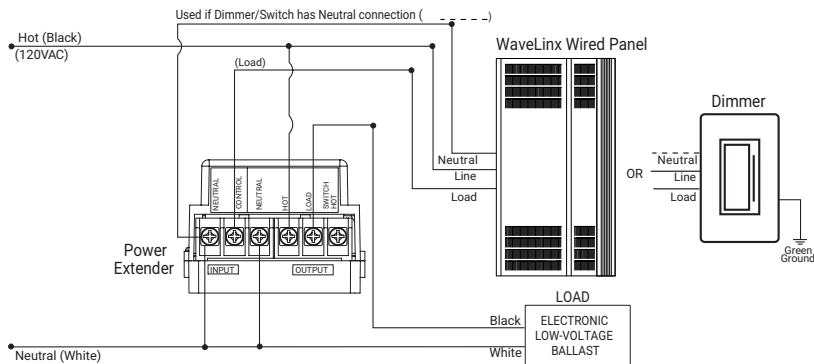 Used if Dimmer/Switch has Neutral connection ( _ _ _ _ _ )
Hot (Black)
(120VAC)
(Load)
WaveLinx Wired Panel
Dimmer
Neutral
Line
Load
OR
Neutral
Line
Load
Green
Ground
NEUTRAL
CONTROL
NEUTRAL
HOT
LOAD
SWITCH
HOT
Power
Extender
INPUT
OUTPUT
LOAD
Black
White
ELECTRONIC
LOW-VOLTAGE
BALLAST
Neutral (White)